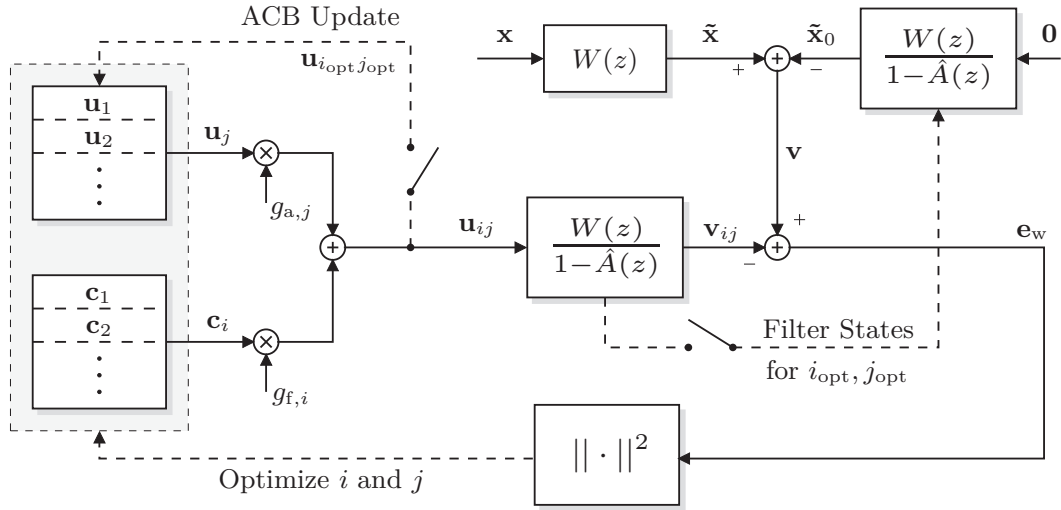 ACB Update
𝐮_{i_opt j_opt}
𝐱
W(z)
𝐱̃
+
+
−
𝐱̃₀
W(z)
1−Â(z)
𝟎
𝐮₁
𝐮₂
𝐮_j
×
g_{a,j}
𝐯
+
𝐮_{ij}
W(z)
1−Â(z)
𝐯_{ij}
−
+
+
𝐞_w
𝐜₁
𝐜₂
𝐜_i
×
g_{f,i}
Filter States
for i_opt, j_opt
|| · ||²
Optimize i and j